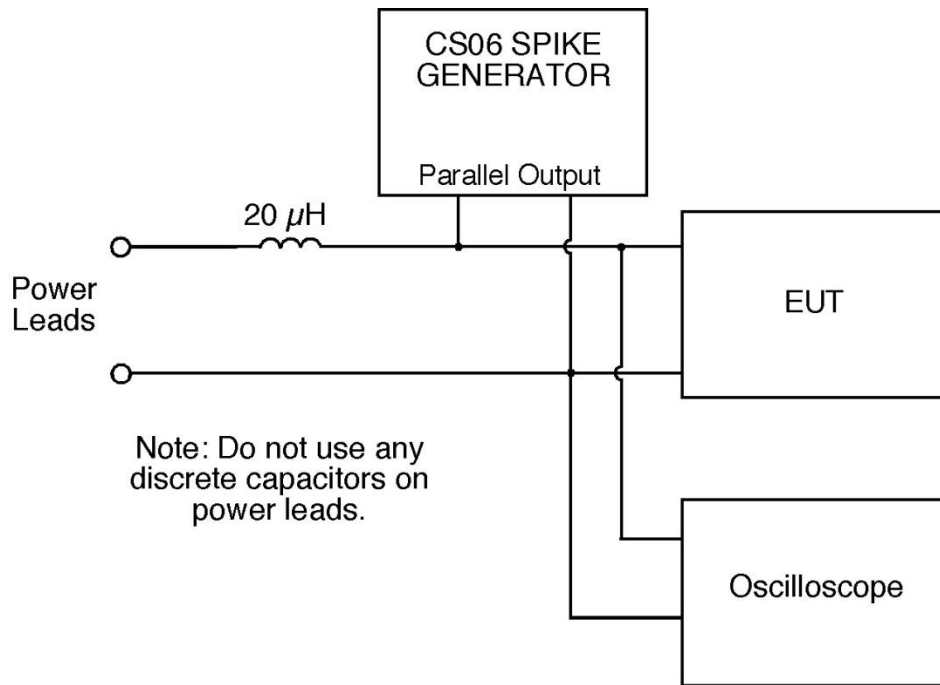 CS06 SPIKE
GENERATOR
Parallel Output
20 μH
Power
Leads
EUT
Note: Do not use any
discrete capacitors on
power leads.
Oscilloscope